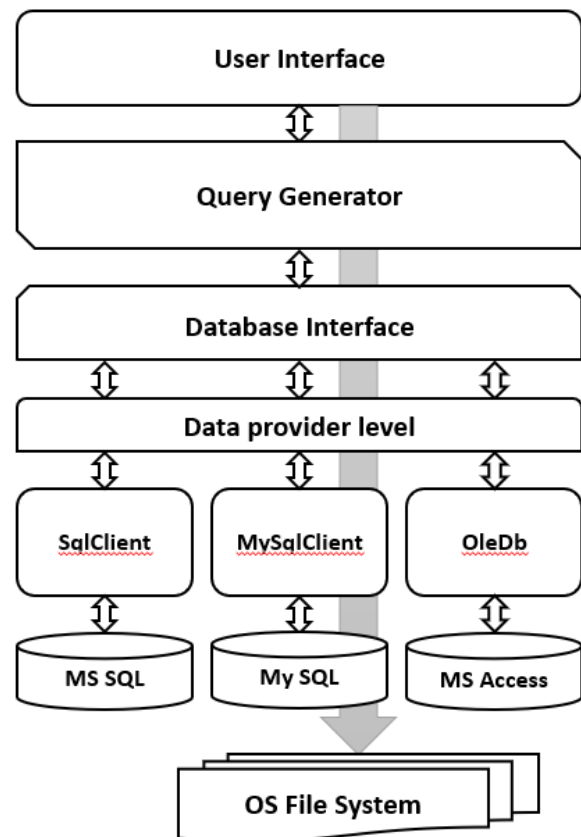 User Interface
Query Generator
Database Interface
Data provider level
SqlClient
MySqlClient
OleDb
MS SQL
My SQL
MS Access
OS File System